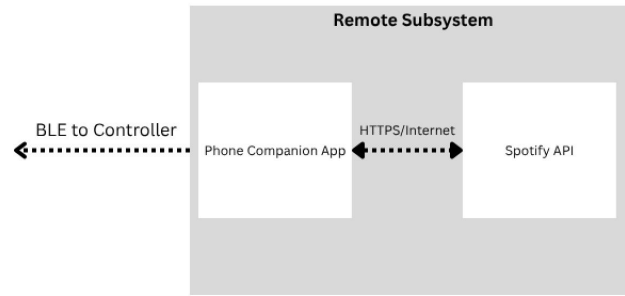 Remote Subsystem
BLE to Controller
Phone Companion App
HTTPS/Internet
Spotify API